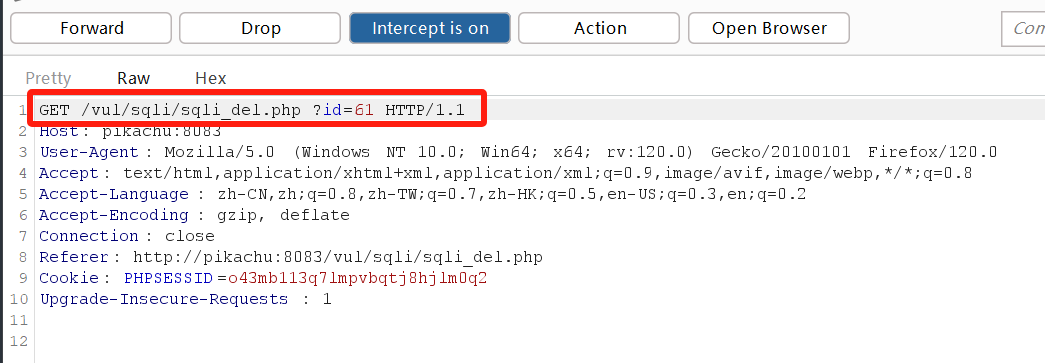 Forward Drop Intercept is on Action Open Browser Com
Pretty Raw Hex
1 GET /vul/sqli/sqli_del.php ?id=61 HTTP/1.1
2 Host: pikachu:8083
3 User-Agent: Mozilla/5.0 (Windows NT 10.0; Win64; x64; rv:120.0) Gecko/20100101 Firefox/120.0
4 Accept: text/html,application/xhtml+xml,application/xml;q=0.9,image/avif,image/webp,*/*;q=0.8
5 Accept-Language: zh-CN,zh;q=0.8,zh-TW;q=0.7,zh-HK;q=0.5,en-US;q=0.3,en;q=0.2
6 Accept-Encoding: gzip, deflate
7 Connection: close
8 Referer: http://pikachu:8083/vul/sqli/sqli_del.php
9 Cookie: PHPSESSID=o43mb113q7lmpvbqtj8hjlm0q2
10 Upgrade-Insecure-Requests : 1
11
12